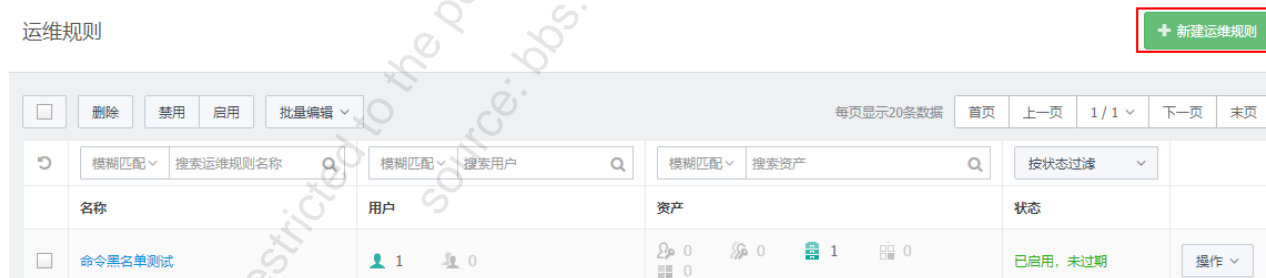 运维规则
新建运维规则
删除 禁用 启用 批量编辑 每页显示20条数据 首页 上一页 1 / 1 下一页 末页
模糊匹配 搜索运维规则名称 模糊匹配 搜索用户 模糊匹配 搜索资产 按状态过滤
名称 用户 资产 状态
命令黑名单测试 1 0 0 0 1 0 已启用，未过期 操作
0
estricted to the p
source: bbs.